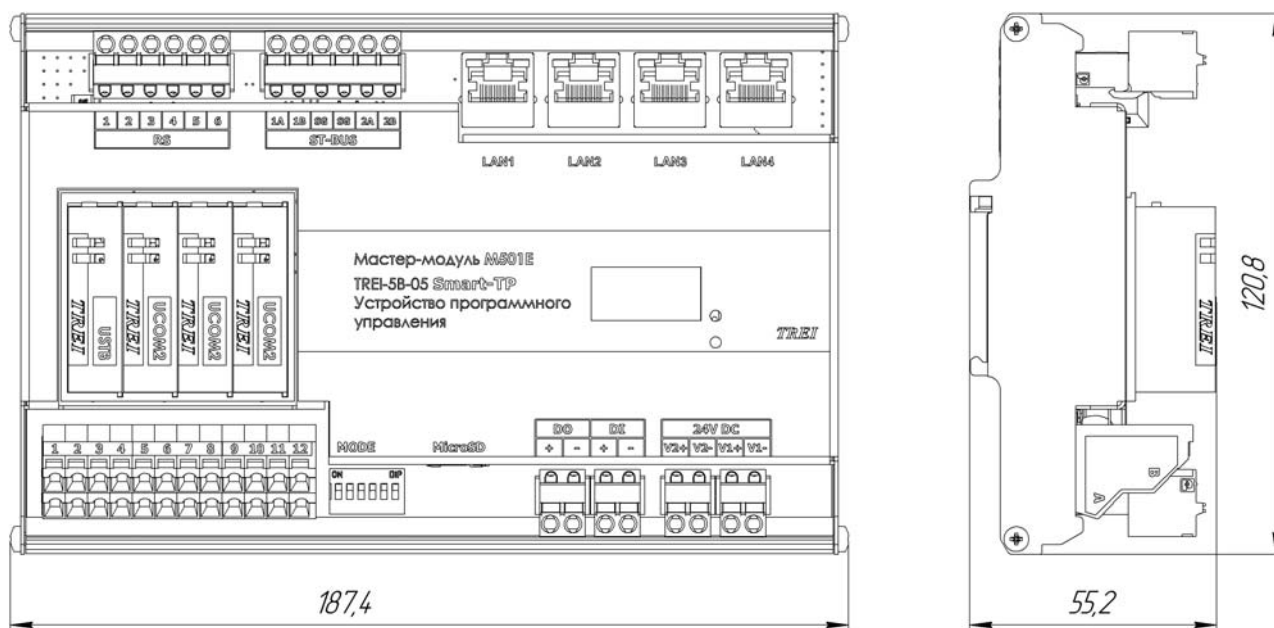 1 2 3 4 5 6
RS
1A 1B SG SG 2A 2B
ST-BUS
LAN1 LAN2 LAN3 LAN4
Мастер-модуль M501E
TREI-5B-05 Smart-TP
Устройство программного
управления
TREI
TREI USTB
TREI UCOM2
TREI UCOM2
TREI UCOM2
1 2 3 4 5 6 7 8 9 10 11 12
MODE
MicroSD
ON DIP
DO DI
+ - + -
24V DC
V2+ V2- V1+ V1-
187,4
TREI
B
A
120,8
55,2